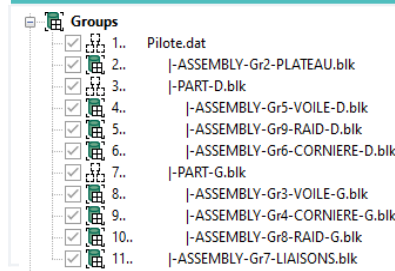 Groups
1.. Pilote.dat
2.. |-ASSEMBLY-Gr2-PLATEAU.blk
3.. |-PART-D.blk
4.. |-ASSEMBLY-Gr5-VOILE-D.blk
5.. |-ASSEMBLY-Gr9-RAID-D.blk
6.. |-ASSEMBLY-Gr6-CORNIERE-D.blk
7.. |-PART-G.blk
8.. |-ASSEMBLY-Gr3-VOILE-G.blk
9.. |-ASSEMBLY-Gr4-CORNIERE-G.blk
10.. |-ASSEMBLY-Gr8-RAID-G.blk
11.. |-ASSEMBLY-Gr7-LIAISONS.blk